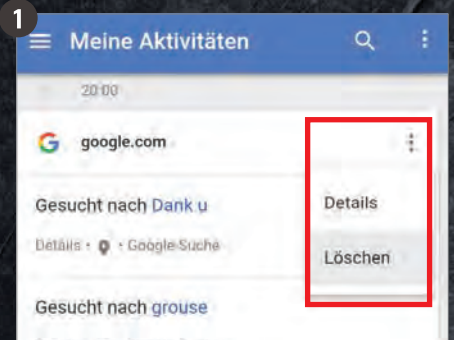 1
Meine Aktivitäten
20:00
google.com
Gesucht nach Dank u
Details
Details • • Google-Suche
Löschen
Gesucht nach grouse